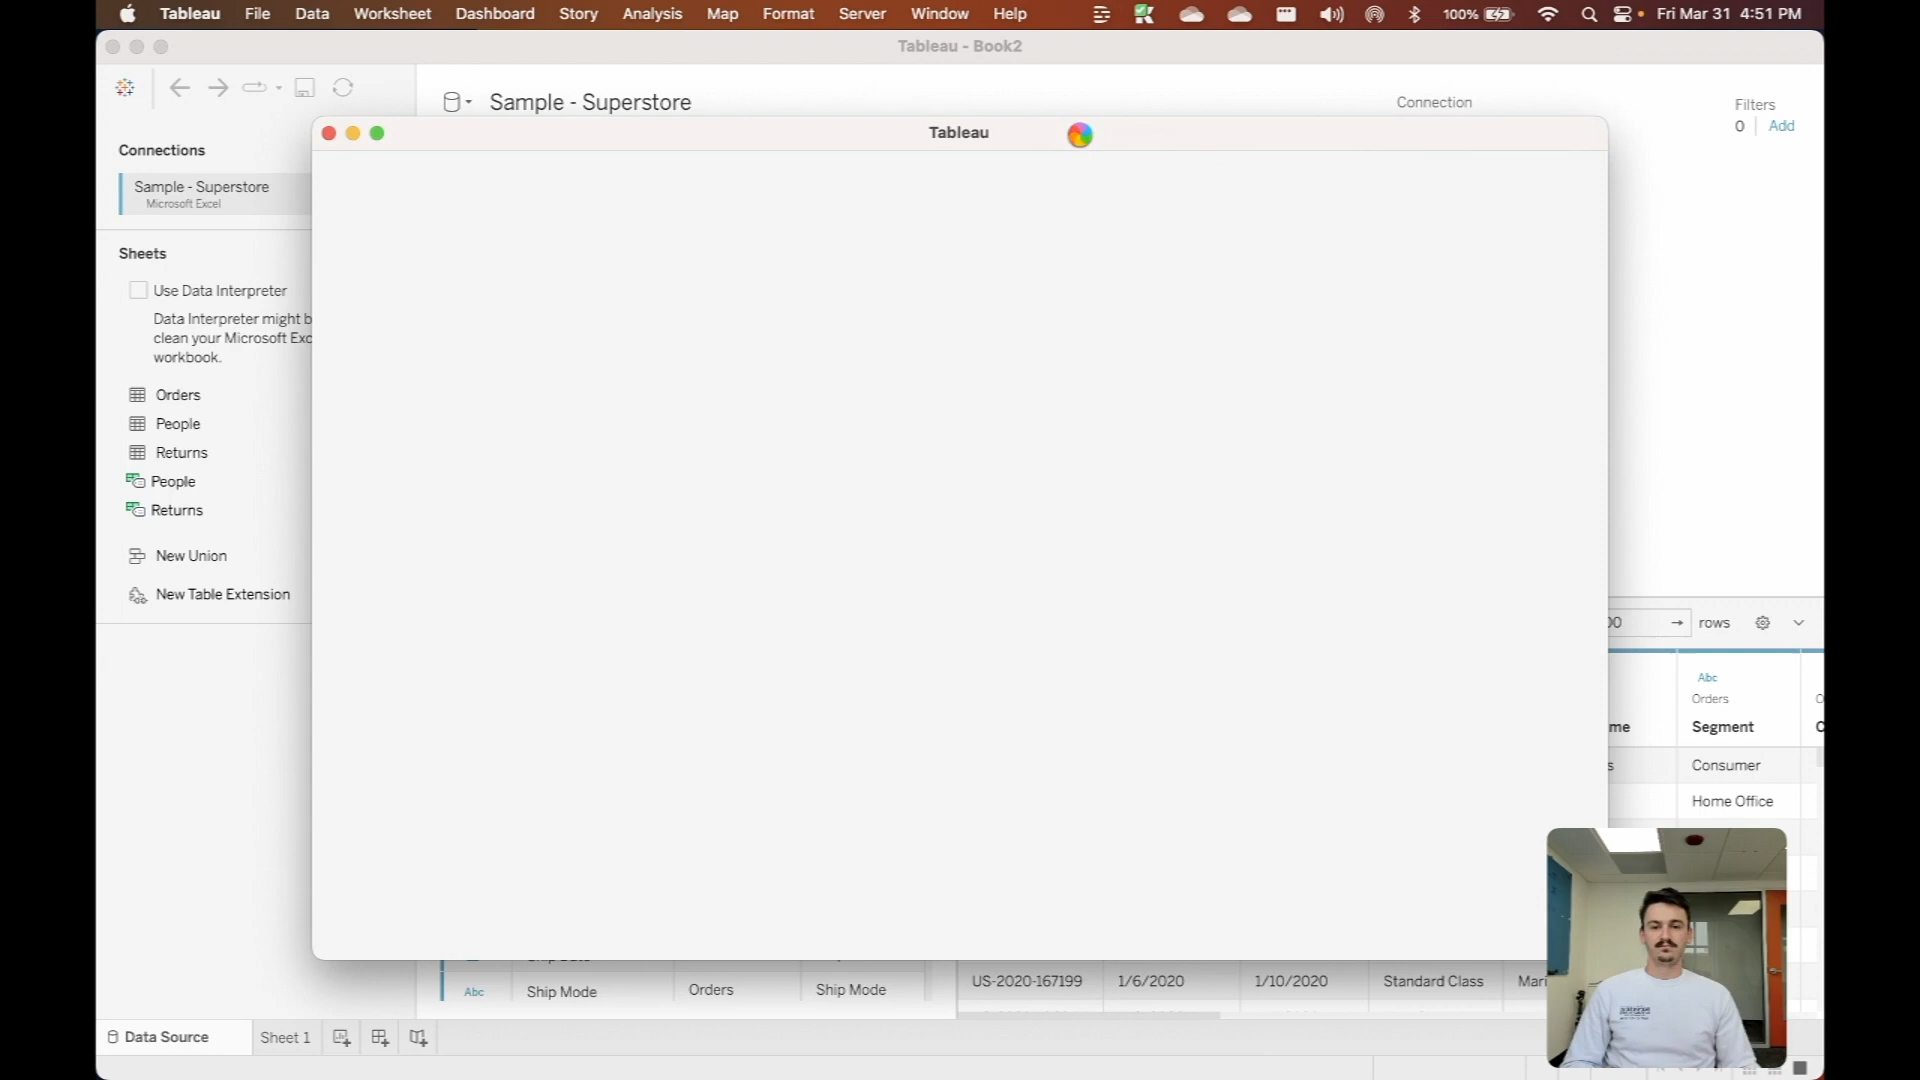 Tableau File Data Worksheet Dashboard Story Analysis Map Format Server Window Help 100% Fri Mar 31 4:51 PM
Tableau - Book2
Sample - Superstore
Connection
Filters
0 Add
Tableau
Connections
Sample - Superstore
Microsoft Excel
Sheets
Use Data Interpreter
Data Interpreter might b
clean your Microsoft Exc
workbook.
Orders
People
Returns
People
Returns
New Union
New Table Extension
00 → rows
Abc
Orders
me Segment C
s Consumer
Home Office
Abc Ship Mode Orders Ship Mode
US-2020-167199 1/6/2020 1/10/2020 Standard Class Mari
Data Source Sheet 1